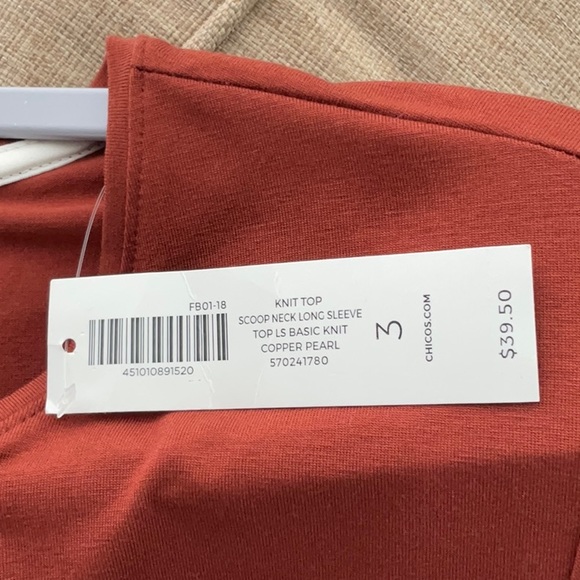 FB01-18
451010891520
KNIT TOP
SCOOP NECK LONG SLEEVE
TOP LS BASIC KNIT
COPPER PEARL
570241780
3
CHICOS.COM
$39.50